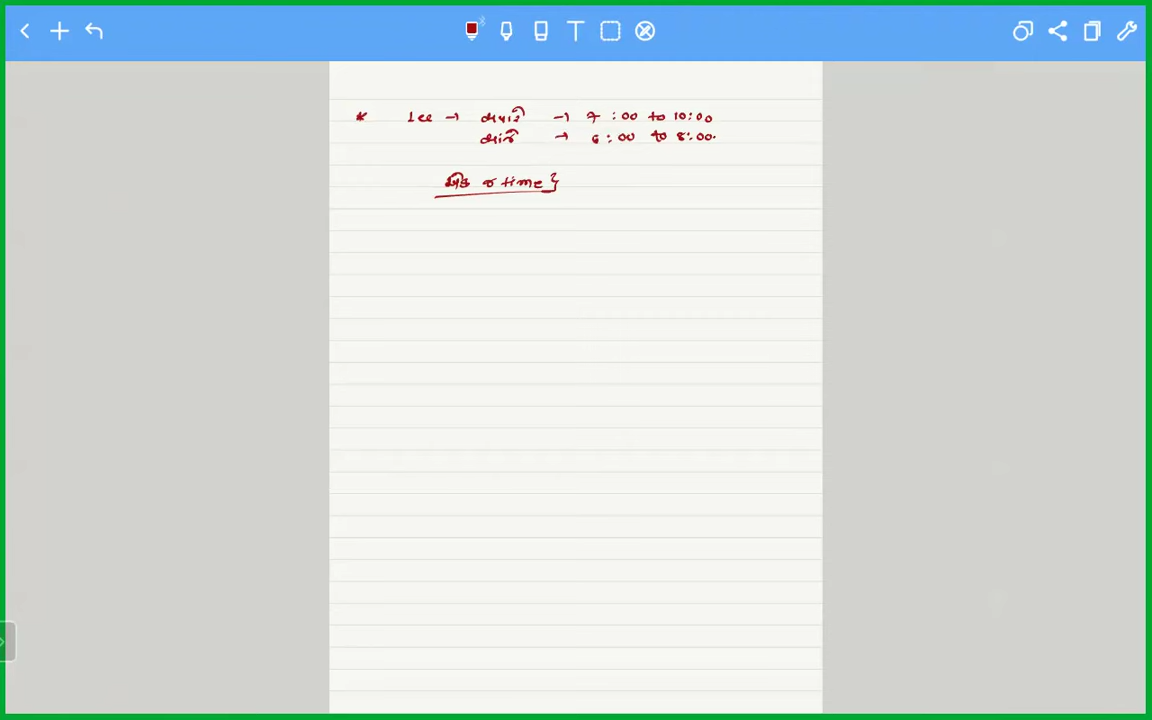 * Lec → સવારે → 7:00 to 10:00
સાંજે → 6:00 to 8:00.
એક જ time }